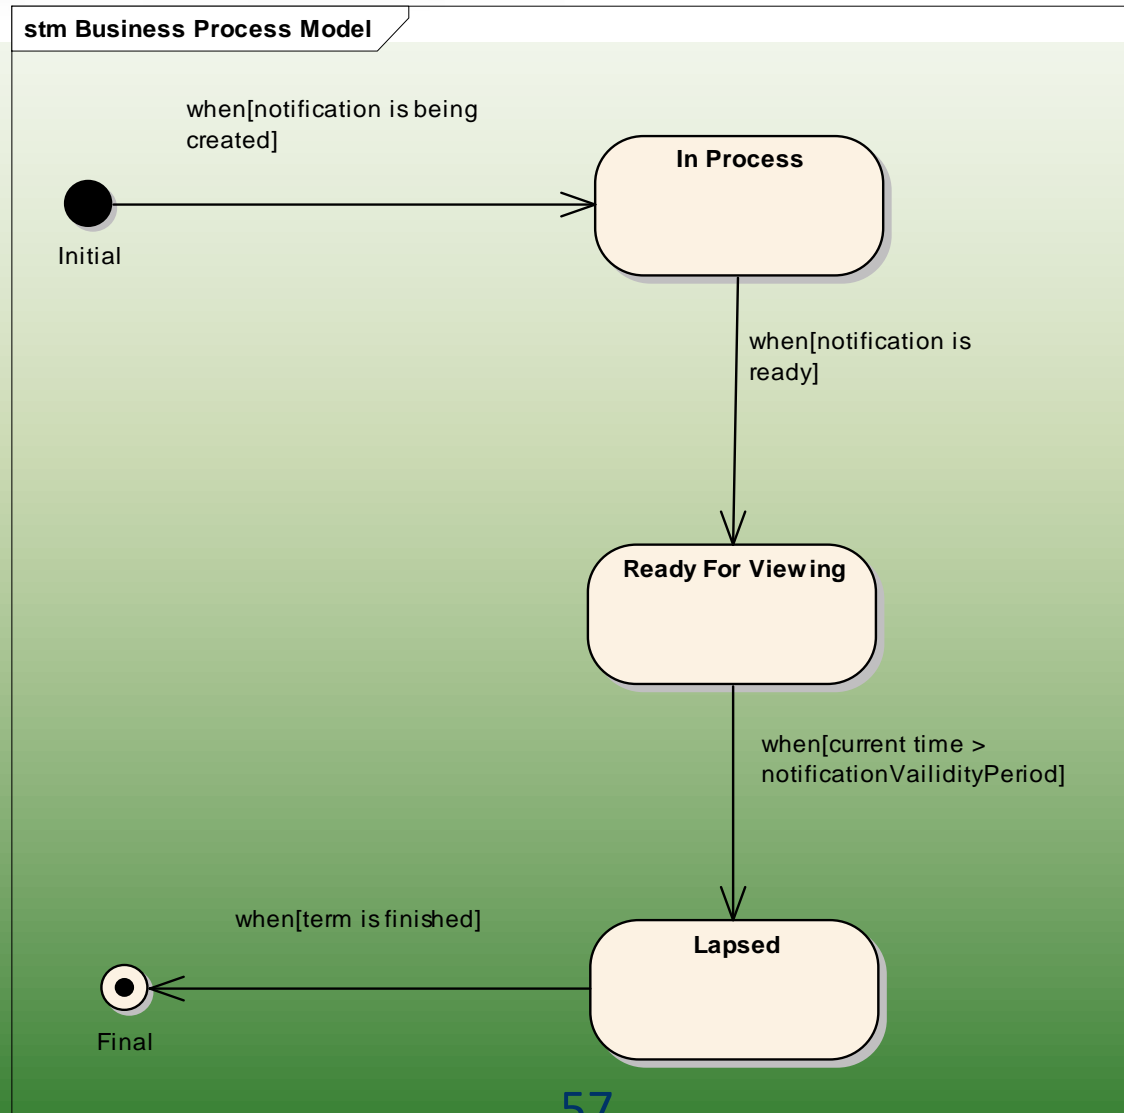 stm Business Process Model
when[notification is being
created]
In Process
Initial
when[notification is
ready]
Ready For Viewing
when[current time >
notificationVailidityPeriod]
when[term is finished]
Lapsed
Final
57